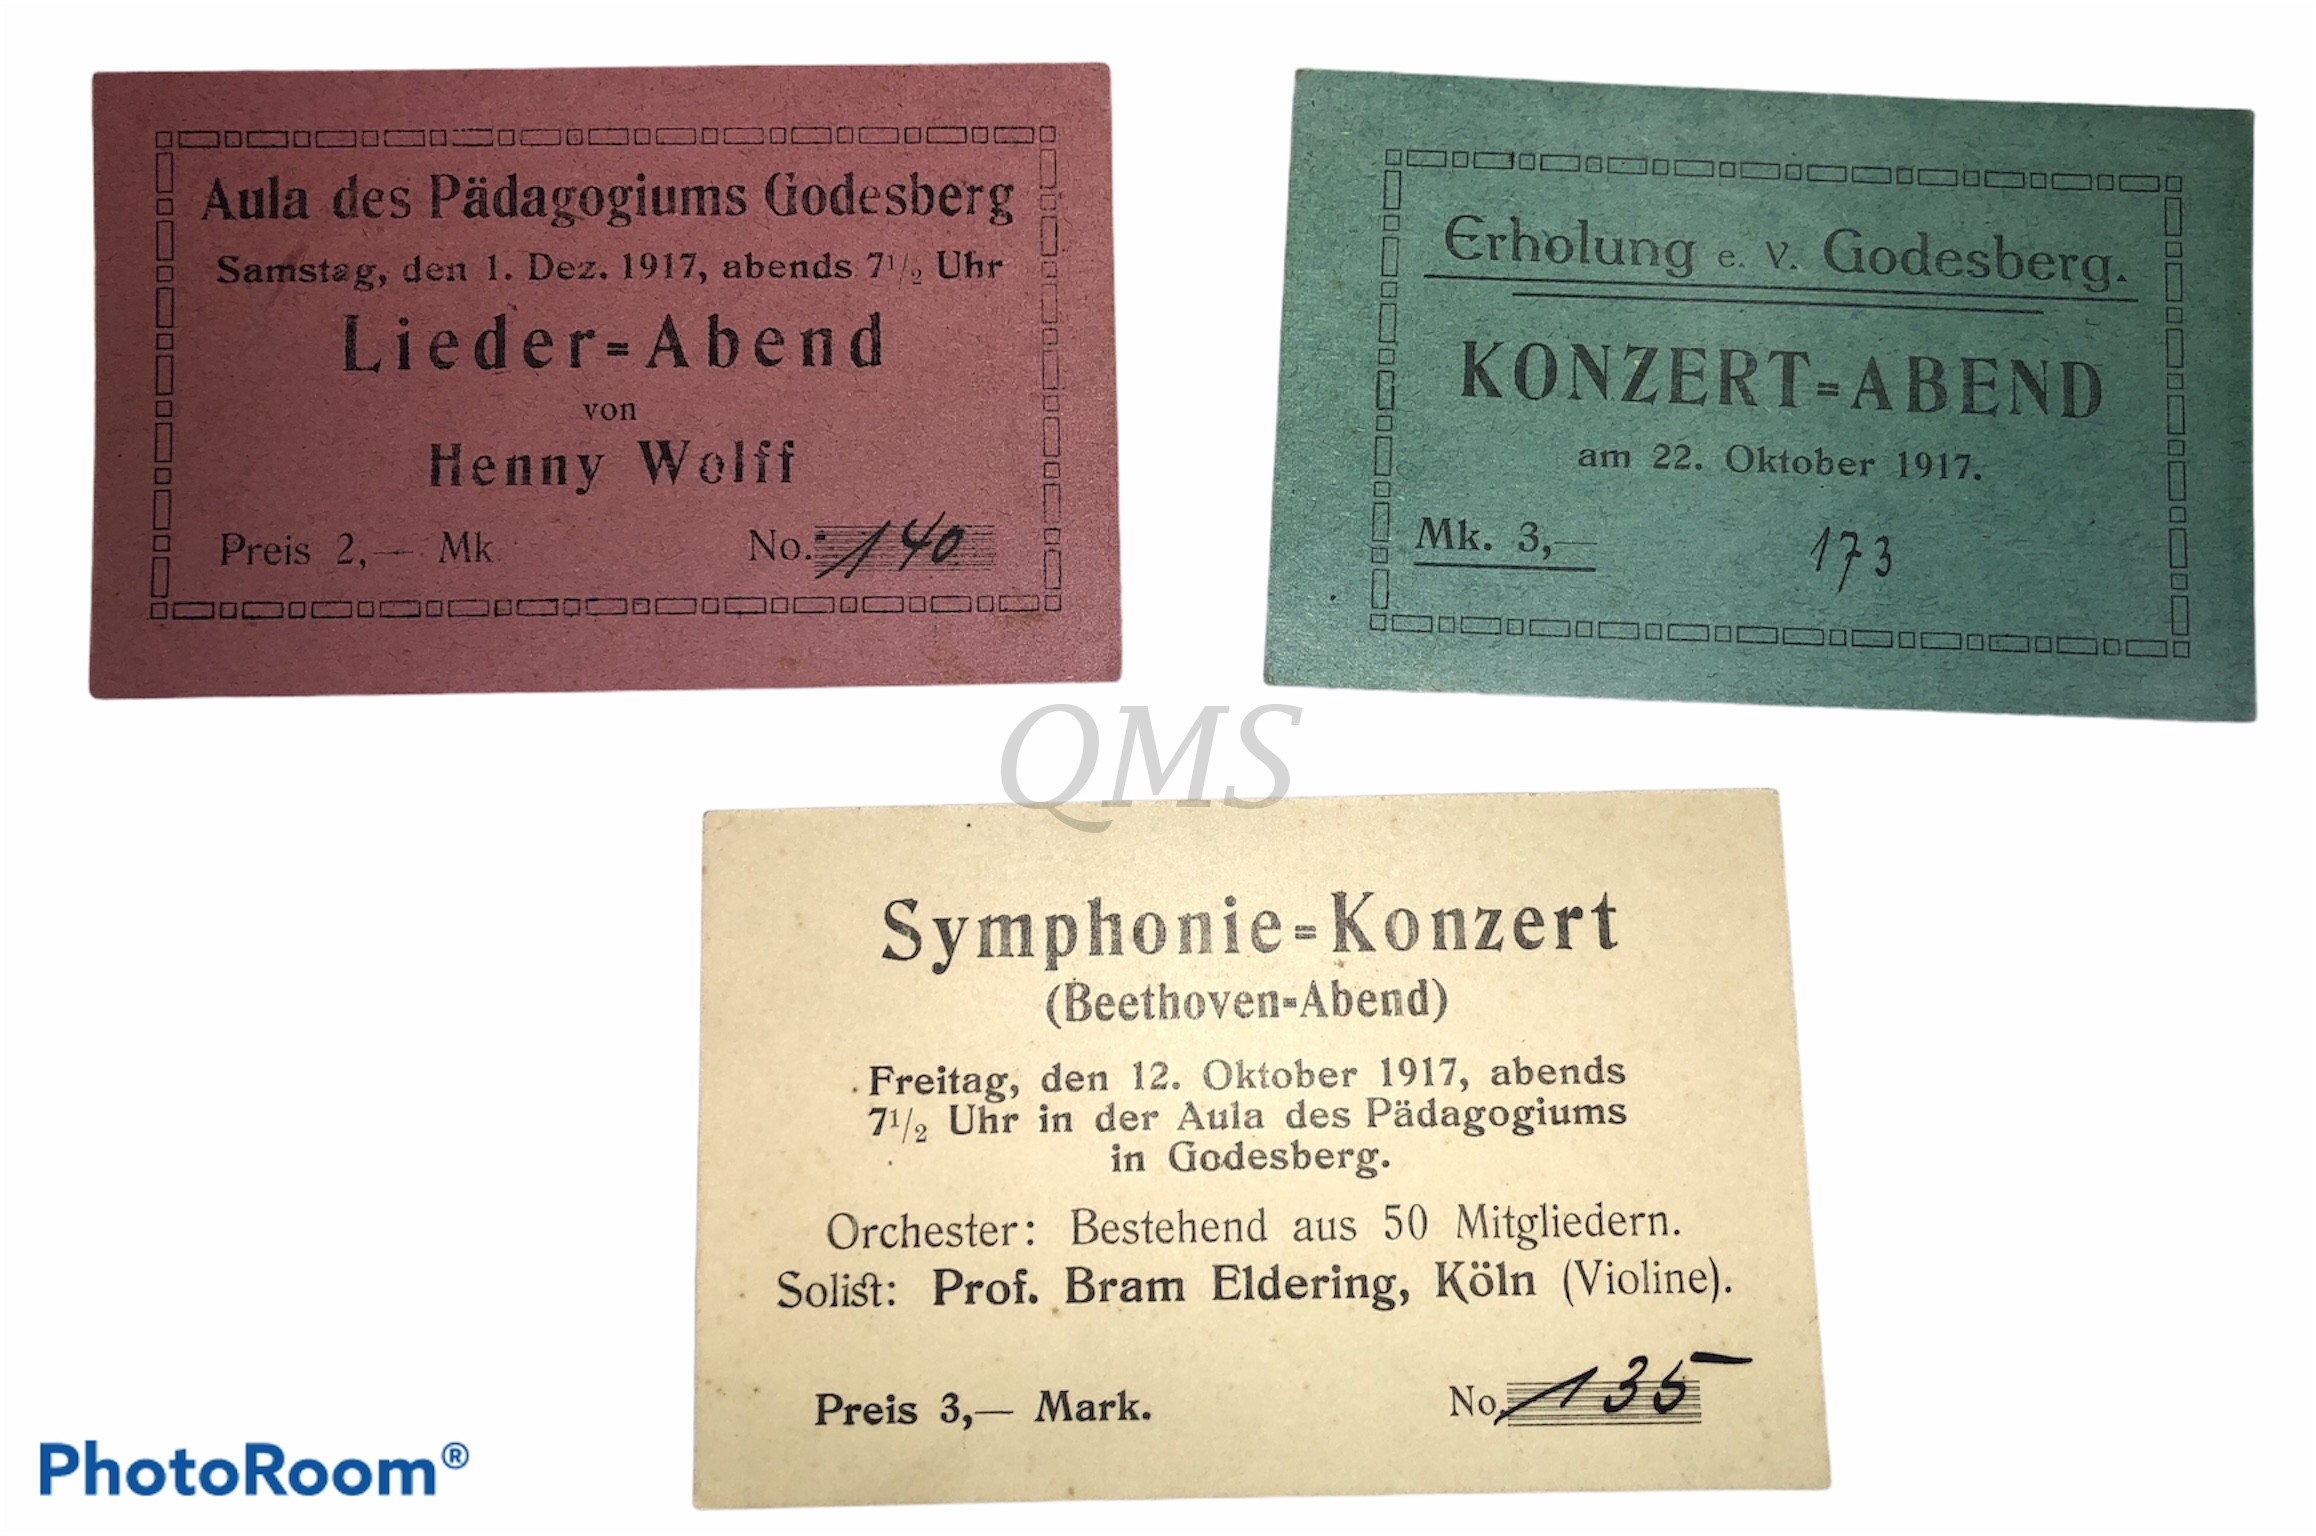 Aula des Pädagogiums Godesberg
Samstag, den 1. Dez. 1917, abends 7½ Uhr
Lieder=Abend
von
Henny Wolff
Preis 2,— Mk
No. 140
Erholung e. V. Godesberg.
KONZERT=ABEND
am 22. Oktober 1917.
Mk. 3,—
173
QMS
Symphonie=Konzert
(Beethoven=Abend)
Freitag, den 12. Oktober 1917, abends
7½ Uhr in der Aula des Pädagogiums
in Godesberg.
Orchester: Bestehend aus 50 Mitgliedern.
Solist: Prof. Bram Eldering, Köln (Violine).
Preis 3,— Mark.
No. 135
PhotoRoom®